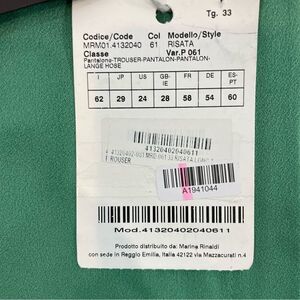 Tg. 33
Codice/Code Col Modello/Style
MRM01.4132040 61 RISATA
Classe Var.P 061
Pantalone-TROUSER-PANTALON-PANTALON-
LANGE HOSE
I JP US GB-IE FR DE ES-PT
62 29 24 28 58 54 60
41320402040611
TROUSER
A1941044
Mod.41320402040611
Prodotto distribuito da: Marina Rinaldi
con sede in Reggio Emilia, Italia 42122 via Mazzacurati n.4